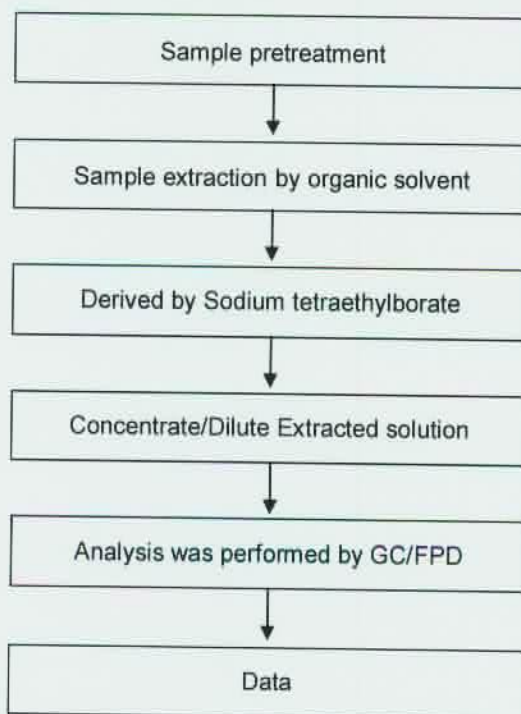 Sample pretreatment
Sample extraction by organic solvent
Derived by Sodium tetraethylborate
Concentrate/Dilute Extracted solution
Analysis was performed by GC/FPD
Data